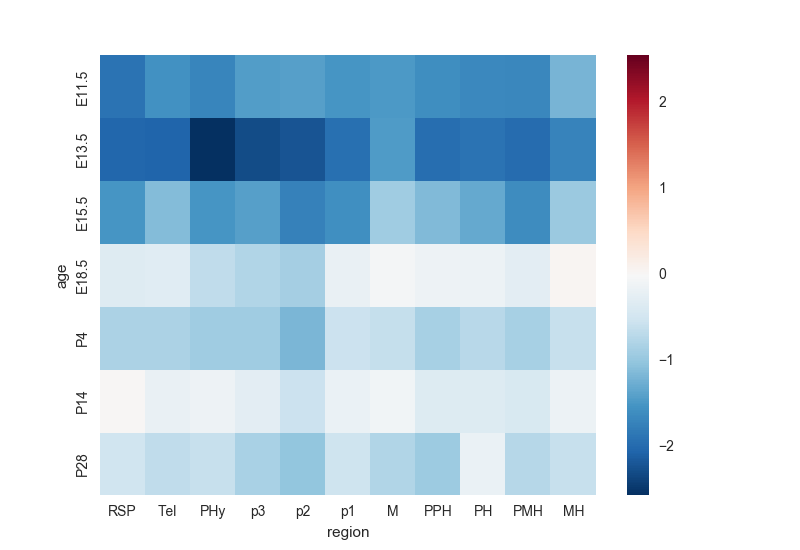 age
E11.5
E13.5
E15.5
E18.5
P4
P14
P28
RSP Tel PHy p3 p2 p1 M PPH PH PMH MH
region
2
1
0
−1
−2